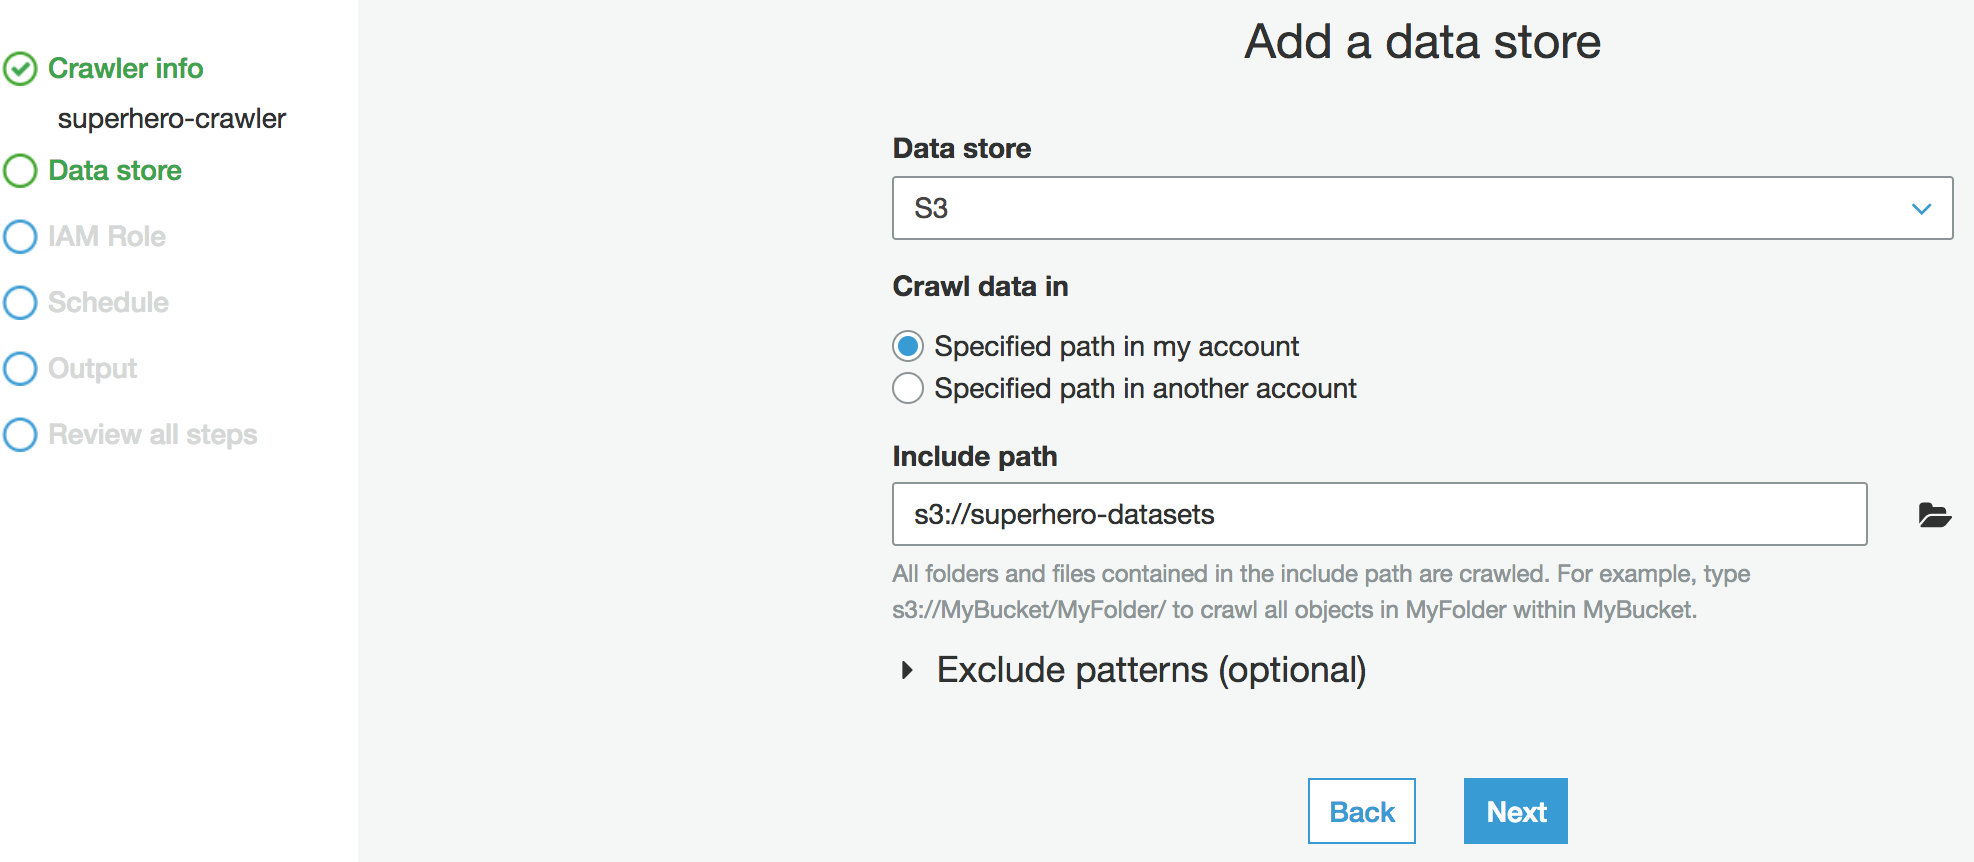 Crawler info
superhero-crawler
Data store
IAM Role
Schedule
Output
Review all steps
Add a data store
Data store
S3
Crawl data in
Specified path in my account
Specified path in another account
Include path
s3://superhero-datasets
All folders and files contained in the include path are crawled. For example, type
s3://MyBucket/MyFolder/ to crawl all objects in MyFolder within MyBucket.
Exclude patterns (optional)
Back
Next